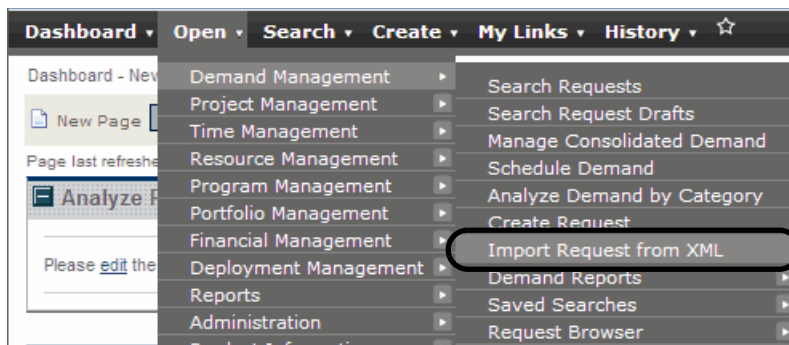 Dashboard Open Search Create My Links History
Dashboard - New
New Page
Page last refreshe
Analyze
Please edit the
Demand Management
Project Management
Time Management
Resource Management
Program Management
Portfolio Management
Financial Management
Deployment Management
Reports
Administration
Search Requests
Search Request Drafts
Manage Consolidated Demand
Schedule Demand
Analyze Demand by Category
Create Request
Import Request from XML
Demand Reports
Saved Searches
Request Browser